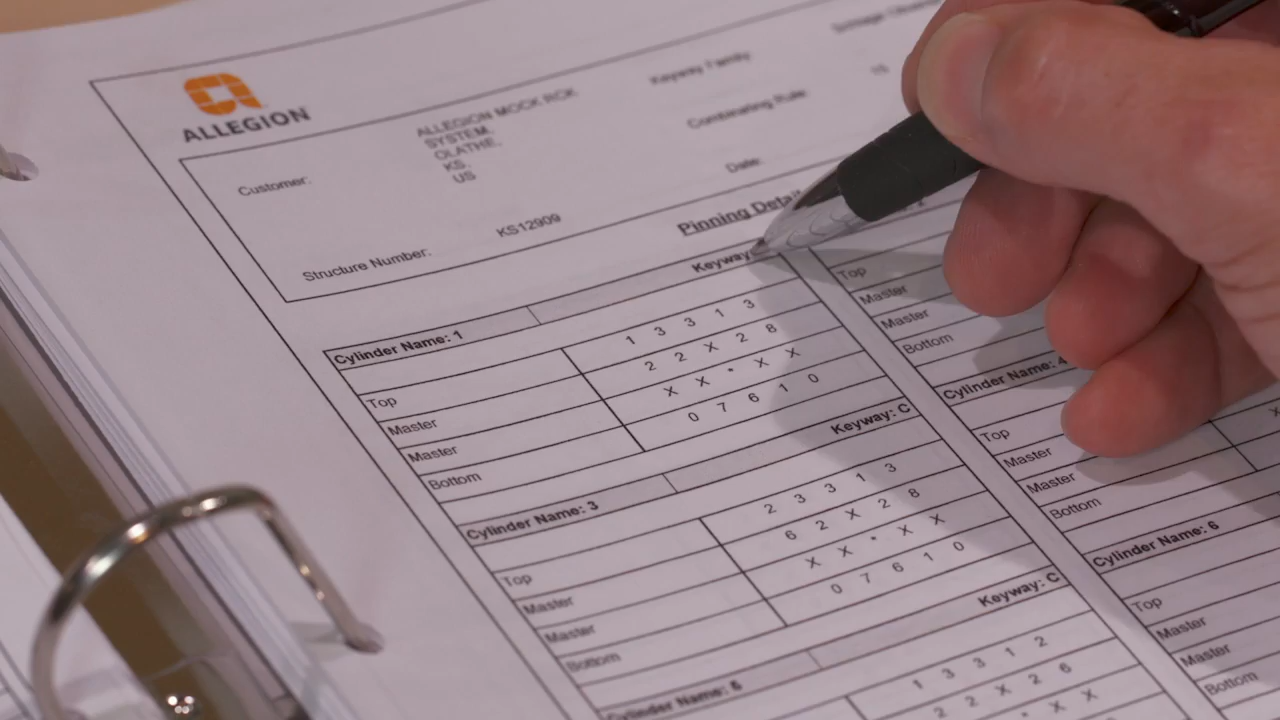 ALLEGION
Customer:
ALLEGION MOCK RCK
SYSTEM,
OLATHE,
KS,
US
Structure Number:
KS12909
Keyway Family
Combinating Rule:
Date:
Pinning Detail
Cylinder Name: 1
Keyway
1 3 3 1 3
Top
2 2 X 2 8
Master
X X * X X
Master
0 7 6 1 0
Bottom
Cylinder Name: 3
Keyway: C
2 3 3 1 3
Top
6 2 X 2 8
Master
X X * X X
Master
0 7 6 1 0
Bottom
Cylinder Name: 5
Keyway: C
1 3 3 1 2
2 2 X 2 6
* X X
Top
Master
Master
Bottom
Cylinder Name: 4
Top
Master
Master
Bottom
Cylinder Name: 6
Top
Master
Master
Bottom